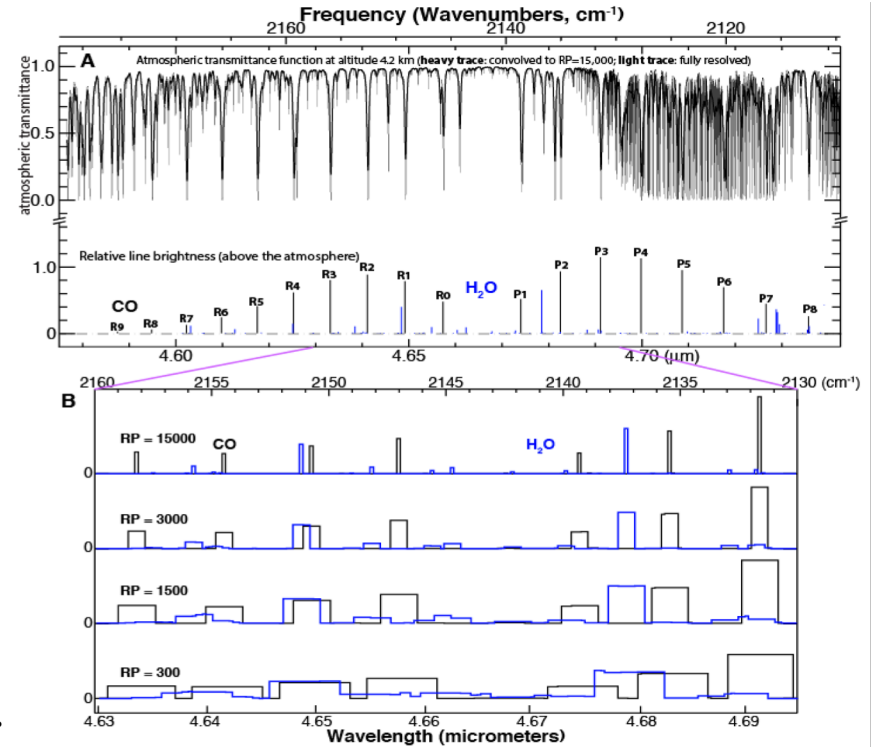 Frequency (Wavenumbers, cm⁻¹)
2160 2140 2120
A
Atmospheric transmittance function at altitude 4.2 km (heavy trace: convolved to RP=15,000; light trace: fully resolved)
atmospheric transmittance
1.0
0.5
0.0
Relative line brightness (above the atmosphere)
1.0
0
CO
R9 R8 R7 R6 R5 R4 R3 R2 R1 R0 H₂O P1 P2 P3 P4 P5 P6 P7 P8
4.60 4.65 4.70 (μm)
2160 2155 2150 2145 2140 2135 2130 (cm⁻¹)
B
RP = 15000 CO H₂O
0
RP = 3000
0
RP = 1500
0
RP = 300
0
4.63 4.64 4.65 4.66 4.67 4.68 4.69
Wavelength (micrometers)